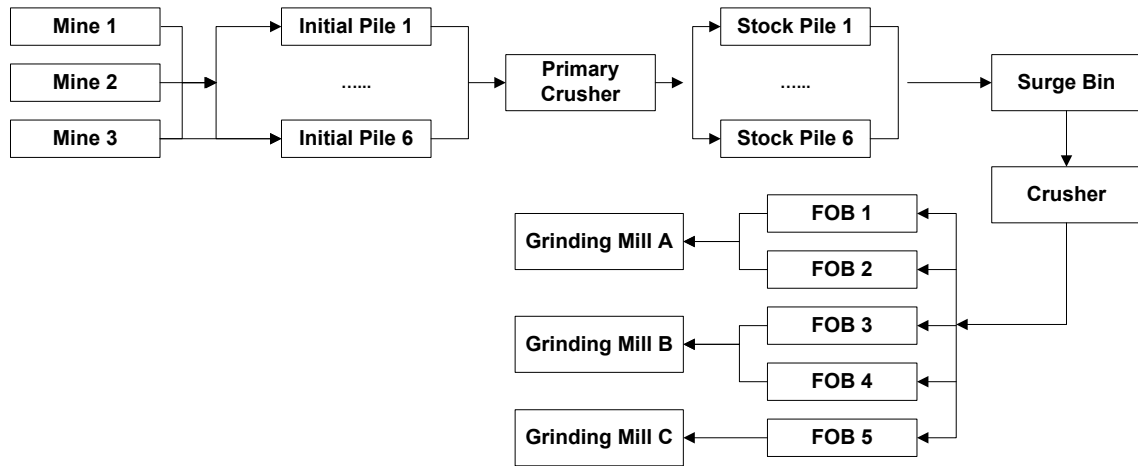 Mine 1
Initial Pile 1
Stock Pile 1
Mine 2
…...
Primary
Crusher
…...
Surge Bin
Mine 3
Initial Pile 6
Stock Pile 6
Crusher
FOB 1
Grinding Mill A
FOB 2
FOB 3
Grinding Mill B
FOB 4
Grinding Mill C
FOB 5